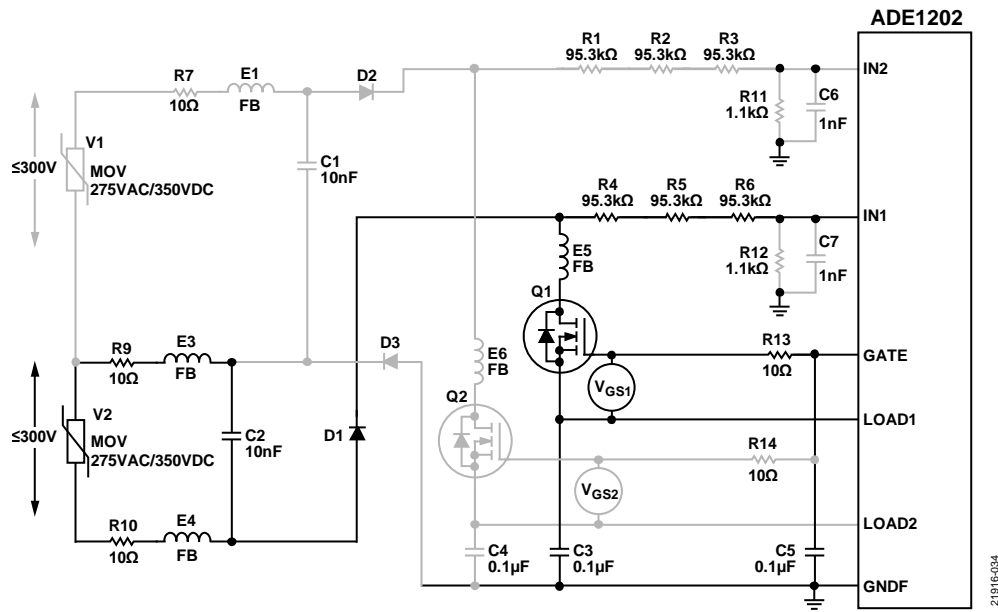 ADE1202
R1
95.3kΩ
R2
95.3kΩ
R3
95.3kΩ
IN2
R7
10Ω
E1
FB
D2
R11
1.1kΩ
C6
1nF
≤300V
V1
MOV
275VAC/350VDC
C1
10nF
R4
95.3kΩ
R5
95.3kΩ
R6
95.3kΩ
IN1
R12
1.1kΩ
C7
1nF
E5
FB
Q1
R9
10Ω
E3
FB
D3
E6
FB
R13
10Ω
GATE
VGS1
Q2
≤300V
V2
MOV
275VAC/350VDC
C2
10nF
D1
LOAD1
R14
10Ω
VGS2
R10
10Ω
E4
FB
LOAD2
C4
0.1µF
C3
0.1µF
C5
0.1µF
GNDF
21916-034